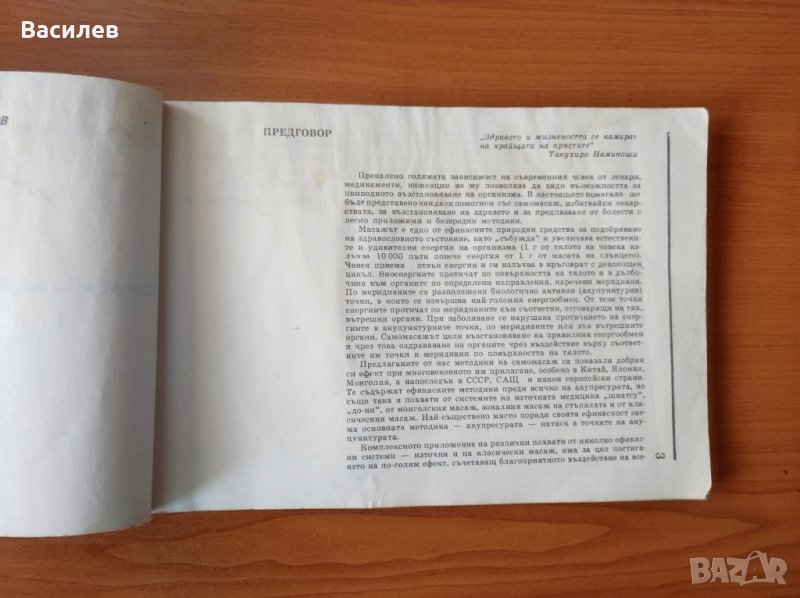 Василев
ОВ
ПРЕДГОВОР
„Здравето и жизнеността се намират
на крайщата на пръстите"
Такухиро Намикоши
Прекалено голямата зависимост на съвременния човек от лекари,
медикаменти, инжекции не му позволява да види възможността за
природното възстановяване на организма. В настоящото помагало ще
бъде представено как да си помогнем със самомасаж, избягвайки лекар-
ствата, за възстановяване на здравето и за предпазване от болести с
лесно приложими и безвредни методики.
Масажът е едно от ефикасните природни средства за подобряване
на здравословното състояние, като „събужда" и увеличава естествени-
те и удивителни енергии на организма (1 г от тялото на човека из-
лъчва 10 000 пъти повече енергия от 1 г от масата на слънцето).
Човек приема отвън енергии и ги излъчва в кръговрат с денонощен
цикъл. Биоенергиите протичат по повърхността на тялото и в дълбо-
чина към органите по определени направления, наречени меридиани.
По меридианите са разположени биологично активни (акупунктурни)
точки, в които се извършва най-големия енергообмен. От тези точки
енергиите протичат по меридианите към съответни, отговарящи на тях,
вътрешни органи. При заболяване се нарушава протичането на енер-
гиите в акупунктурните точки, по меридианите или във вътрешните
органи. Самомасажът цели възстановяване на правилния енергообмен
и чрез това оздравяване на органите чрез въздействие върху съответ-
ните им точки и меридиани по повърхността на тялото.
Предлаганите от нас методики на самомасаж са показали добрия
си ефект при многовековното им прилагане, особено в Китай, Япония,
Монголия, а напоследък в СССР, САЩ и някои европейски страни.
Те съдържат ефикасните методики преди всичко на акупресурата, но
също така и похвати от системите на източната медицина „шиатсу",
„до-ин", от монголския масаж, зоналния масаж на стъпалата и от кла-
сическия масаж. Най-съществено място поради своята ефикасност зае-
ма основната методика — акупресурата — натиск в точките на аку-
пунктурата.
Комплексното приложение на различни похвати от няколко ефикас-
ни системи — източни и на класически масаж, има за цел постига-
не на по-голям ефект, съчетаващ благоприятното въздействие на все-
3
BAZAR